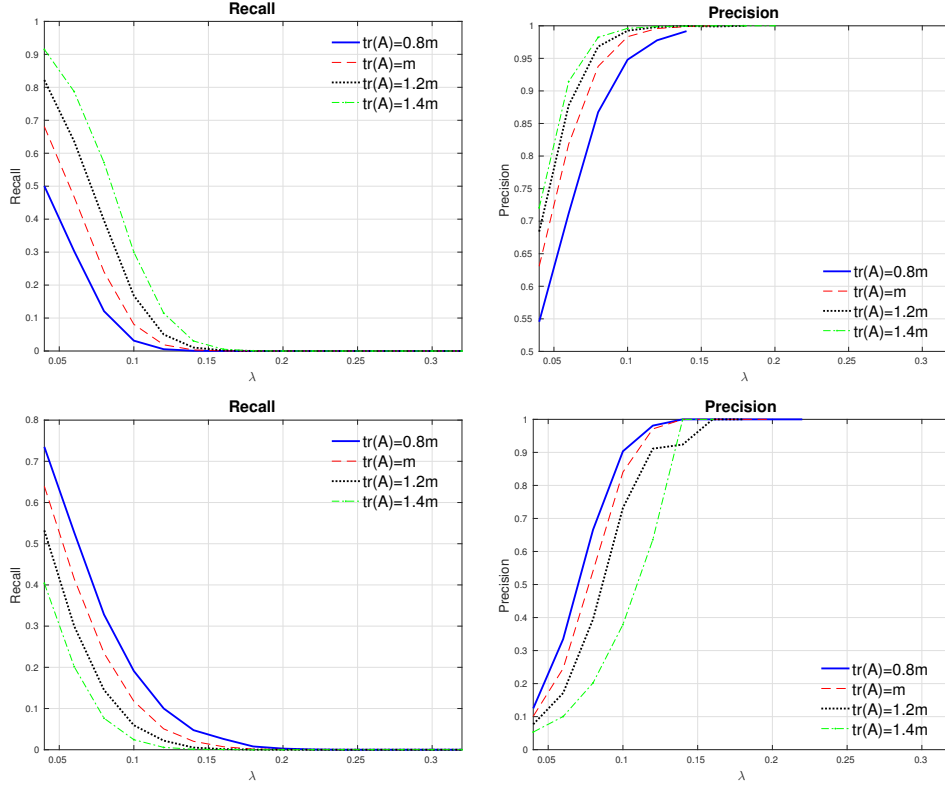 Recall
1
0.9
0.8
0.7
0.6
0.5
0.4
0.3
0.2
0.1
0
Recall
0.05
0.1
0.15
0.2
0.25
0.3
λ
tr(A)=0.8m
tr(A)=m
tr(A)=1.2m
tr(A)=1.4m
Precision
1
0.95
0.9
0.85
0.8
0.75
0.7
0.65
0.6
0.55
0.5
Precision
0.05
0.1
0.15
0.2
0.25
0.3
λ
tr(A)=0.8m
tr(A)=m
tr(A)=1.2m
tr(A)=1.4m
Recall
0.8
0.7
0.6
0.5
0.4
0.3
0.2
0.1
0
Recall
0.05
0.1
0.15
0.2
0.25
0.3
λ
tr(A)=0.8m
tr(A)=m
tr(A)=1.2m
tr(A)=1.4m
Precision
1
0.9
0.8
0.7
0.6
0.5
0.4
0.3
0.2
0.1
0
Precision
0.05
0.1
0.15
0.2
0.25
0.3
λ
tr(A)=0.8m
tr(A)=m
tr(A)=1.2m
tr(A)=1.4m